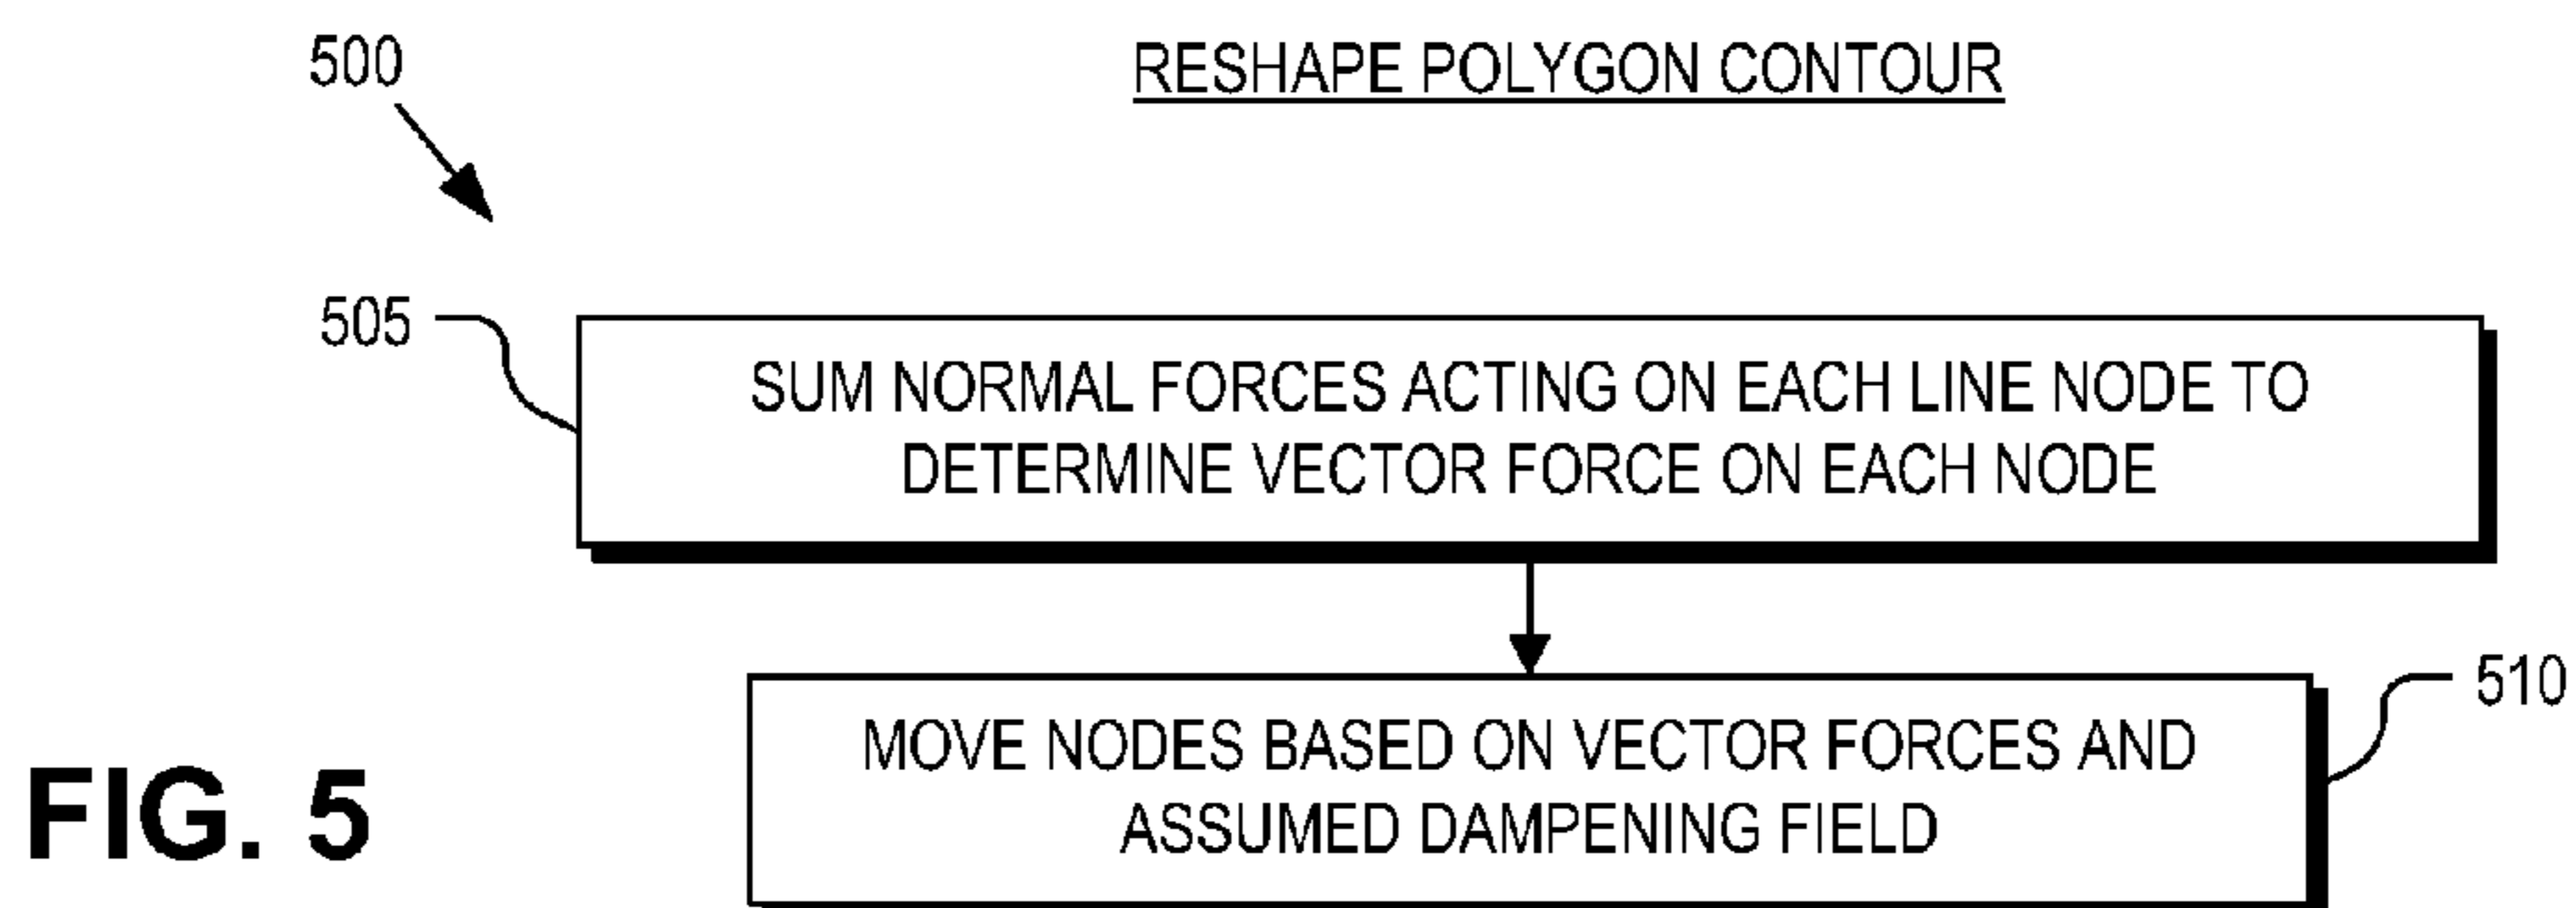 500
RESHAPE POLYGON CONTOUR
505
SUM NORMAL FORCES ACTING ON EACH LINE NODE TO
DETERMINE VECTOR FORCE ON EACH NODE
510
MOVE NODES BASED ON VECTOR FORCES AND
ASSUMED DAMPENING FIELD
FIG. 5